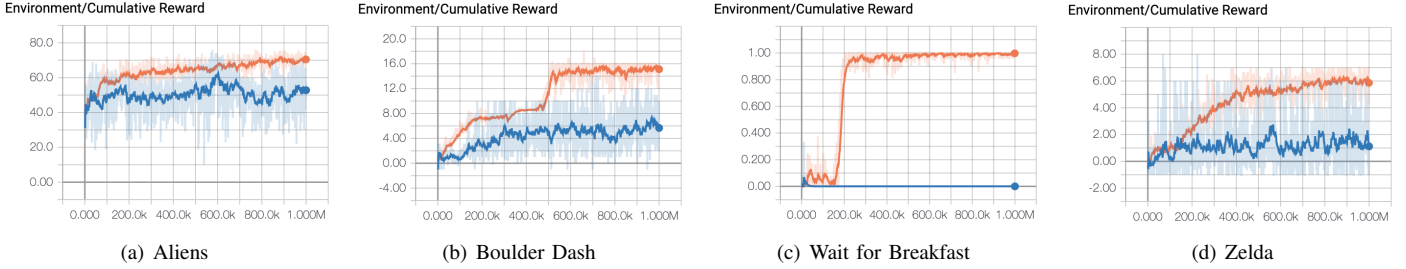 Environment/Cumulative Reward
80.0
60.0
40.0
20.0
0.00
0.000 200.0k 400.0k 600.0k 800.0k 1.000M
(a) Aliens
Environment/Cumulative Reward
20.0
16.0
12.0
8.00
4.00
0.00
-4.00
0.000 200.0k 400.0k 600.0k 800.0k 1.000M
(b) Boulder Dash
Environment/Cumulative Reward
1.00
0.800
0.600
0.400
0.200
0.00
0.000 200.0k 400.0k 600.0k 800.0k 1.000M
(c) Wait for Breakfast
Environment/Cumulative Reward
8.00
6.00
4.00
2.00
0.00
-2.00
0.000 200.0k 400.0k 600.0k 800.0k 1.000M
(d) Zelda